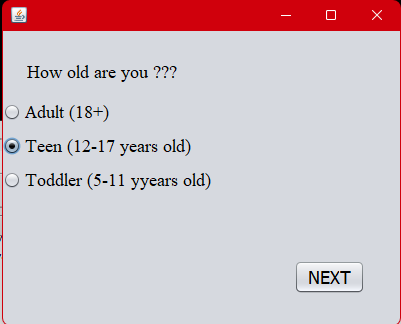 How old are you ???
Adult (18+)
Teen (12-17 years old)
Toddler (5-11 yyears old)
NEXT